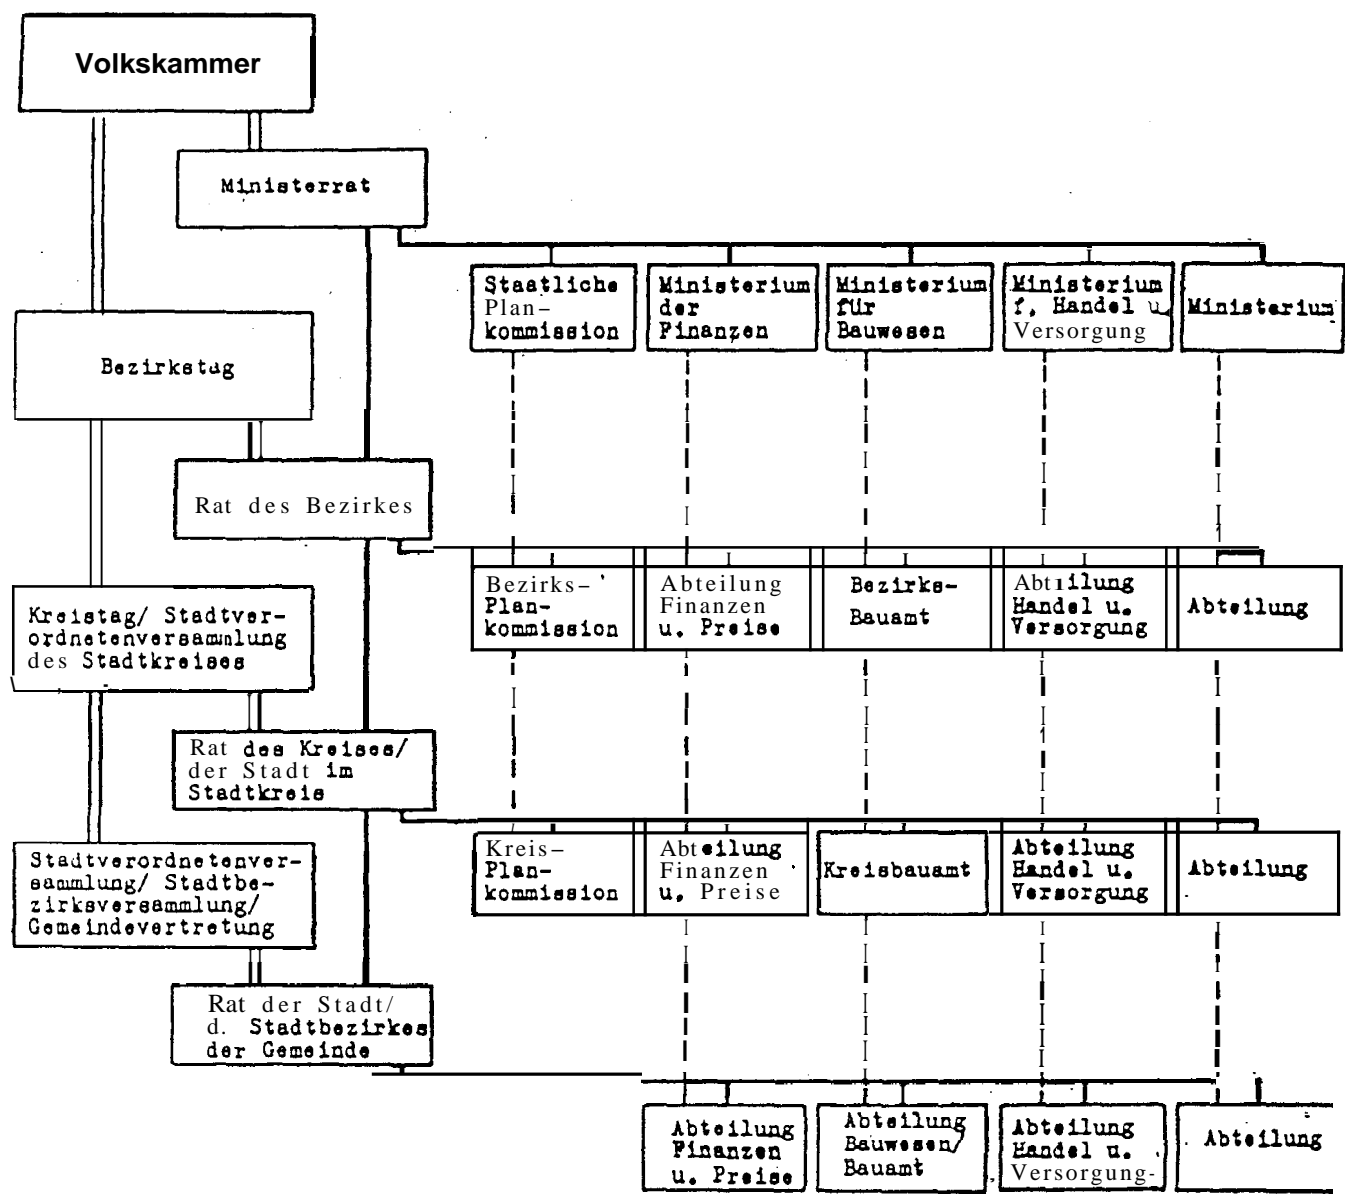 Volkskammer
Ministerrat
Staatliche
Plan–
kommission
Ministerium
der
Finanzen
Ministerium
für
Bauwesen
Ministerium
f. Handel u.
Versorgung
Ministerium
Bezirkstag
Rat des Bezirkes
Bezirks–
Plan–
kommission
Abteilung
Finanzen
u. Preise
Bezirks–
Bauamt
Abteilung
Handel u.
Versorgung
Abteilung
Kreistag/ Stadtver–
ordnetenversammlung
des Stadtkreises
Rat des Kreises/
der Stadt im
Stadtkreis
Kreis–
Plan–
kommission
Abteilung
Finanzen
u. Preise
Kreisbauamt
Abteilung
Handel u.
Versorgung
Abteilung
Stadtverordnetenver–
sammlung/ Stadtbe–
zirksversammlung/
Gemeindevertretung
Rat der Stadt/
d. Stadtbezirkes
der Gemeinde
Abteilung
Finanzen
u. Preise
Abteilung
Bauwesen/
Bauamt
Abteilung
Handel u.
Versorgung-
Abteilung